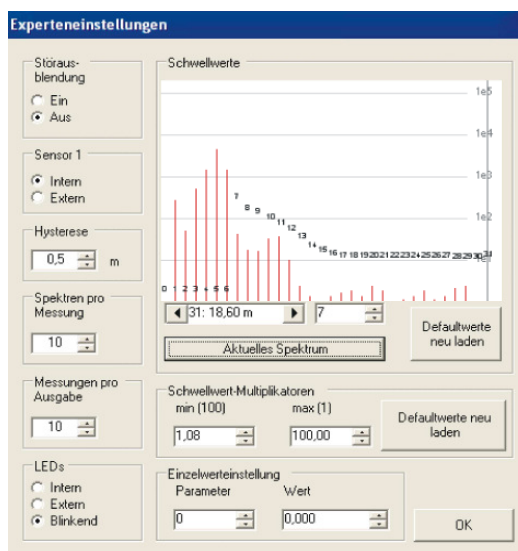 Experteneinstellungen
Störaus-
blendung
Ein
Aus
Sensor 1
Intern
Extern
Hysterese
0,5 m
Spektren pro
Messung
10
Messungen pro
Ausgabe
10
LEDs
Intern
Extern
Blinkend
Schwellwerte
1e5
1e4
1e3
1e2
1e1
0 1 2 3 4 5 6 7 8 9 10 11 12 13 14 15 16 17 18 19 20 21 22 23 24 25 26 27 28 29 30 31
31: 18,60 m
7
Aktuelles Spektrum
Defaultwerte
neu laden
Schwellwert-Multiplikatoren
min (100) max (1)
1,08 100,00
Defaultwerte neu
laden
Einzelwerteinstellung
Parameter Wert
0 0,000
OK